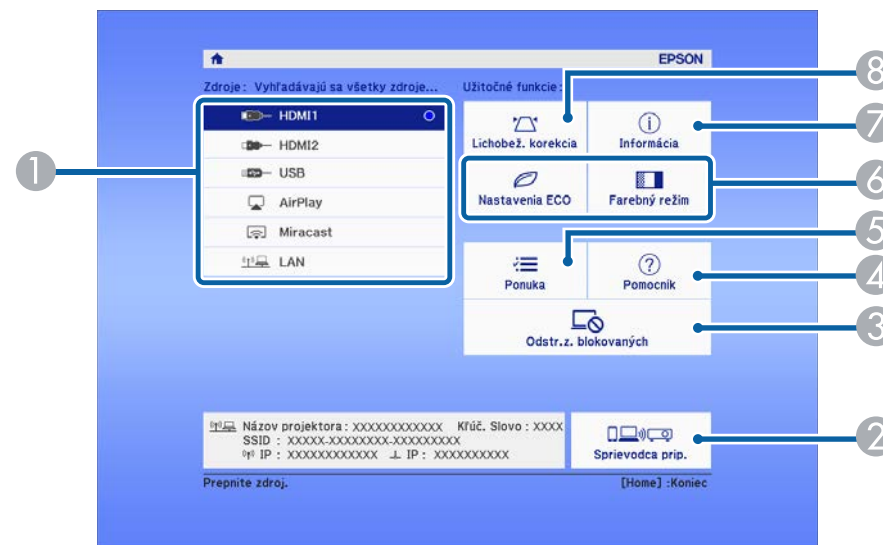 EPSON
Zdroje: Vyhľadávajú sa všetky zdroje...
Užitočné funkcie:
HDMI1
HDMI2
USB
AirPlay
Miracast
LAN
Lichobež. korekcia
Informácia
Nastavenia ECO
Farebný režim
Ponuka
Pomocník
Odstr.z. blokovaných
Názov projektora: XXXXXXXXXXXX Kľúč. Slovo: XXXX
SSID : XXXXX-XXXXXXXX-XXXXXXXXX
IP : XXXXXXXXXXXX IP : XXXXXXXXXX
Sprievodca prip.
Prepnite zdroj.
[Home] :Koniec
1
8
7
6
5
4
3
2